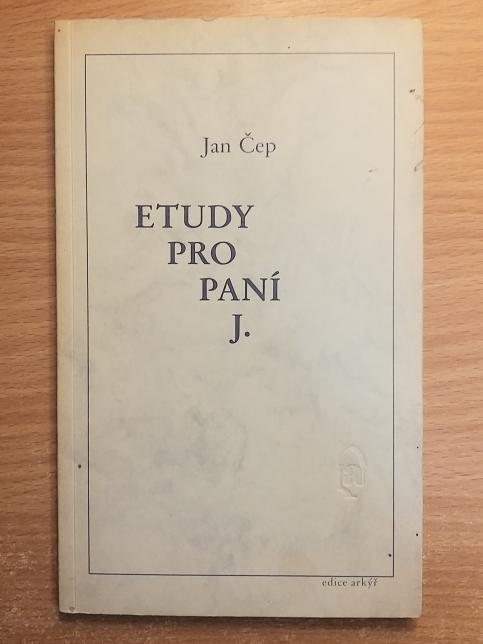 Jan Čep
ETUDY
PRO
PANÍ
J.
edice arkýř